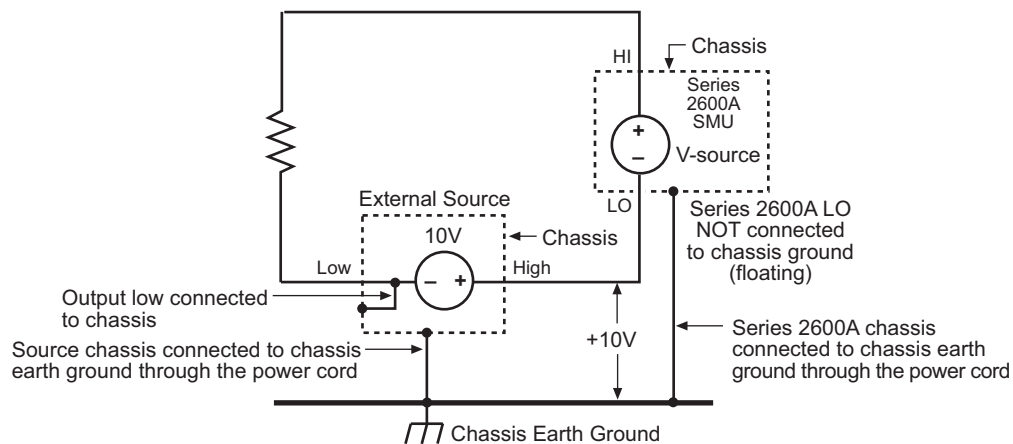 Chassis
HI
Series
2600A
SMU
+
−
V-source
LO
Series 2600A LO
NOT connected
to chassis ground
(floating)
External Source
10V
Chassis
Low
− +
High
Output low connected
to chassis
+10V
Source chassis connected to chassis
earth ground through the power cord
Series 2600A chassis
connected to chassis earth
ground through the power cord
Chassis Earth Ground